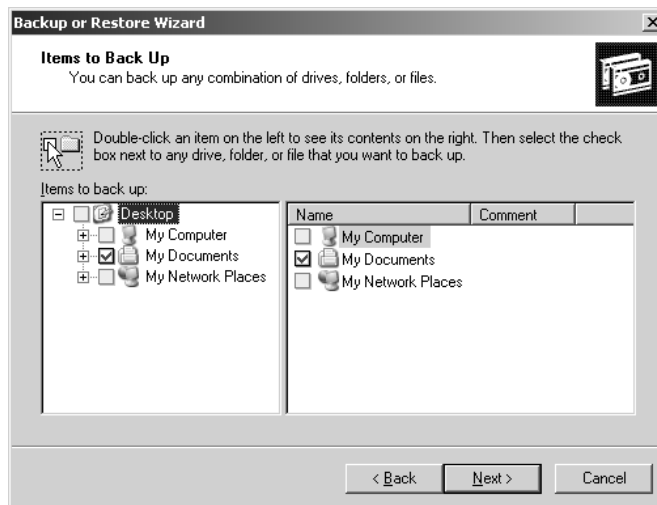 Backup or Restore Wizard
Items to Back Up
You can back up any combination of drives, folders, or files.
Double-click an item on the left to see its contents on the right. Then select the check
box next to any drive, folder, or file that you want to back up.
Items to back up:
Desktop
My Computer
My Documents
My Network Places
Name Comment
My Computer
My Documents
My Network Places
< Back Next > Cancel